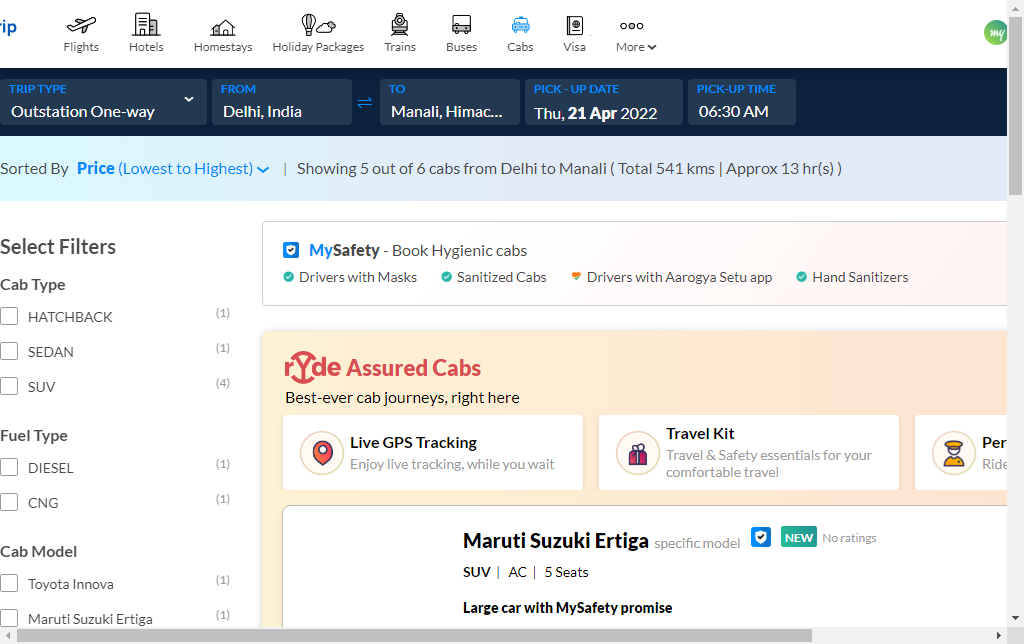 rip
Flights
Hotels
Homestays
Holiday Packages
Trains
Buses
Cabs
Visa
More
my
TRIP TYPE
Outstation One-way
FROM
Delhi, India
TO
Manali, Himac...
PICK - UP DATE
Thu, 21 Apr 2022
PICK-UP TIME
06:30 AM
Sorted By Price (Lowest to Highest) | Showing 5 out of 6 cabs from Delhi to Manali ( Total 541 kms | Approx 13 hr(s) )
Select Filters
Cab Type
HATCHBACK (1)
SEDAN (1)
SUV (4)
Fuel Type
DIESEL (1)
CNG (1)
Cab Model
Toyota Innova (1)
Maruti Suzuki Ertiga (1)
MySafety - Book Hygienic cabs
Drivers with Masks
Sanitized Cabs
Drivers with Aarogya Setu app
Hand Sanitizers
rYde Assured Cabs
Best-ever cab journeys, right here
Live GPS Tracking
Enjoy live tracking, while you wait
Travel Kit
Travel & Safety essentials for your
comfortable travel
Per
Ride
Maruti Suzuki Ertiga specific model NEW No ratings
SUV | AC | 5 Seats
Large car with MySafety promise